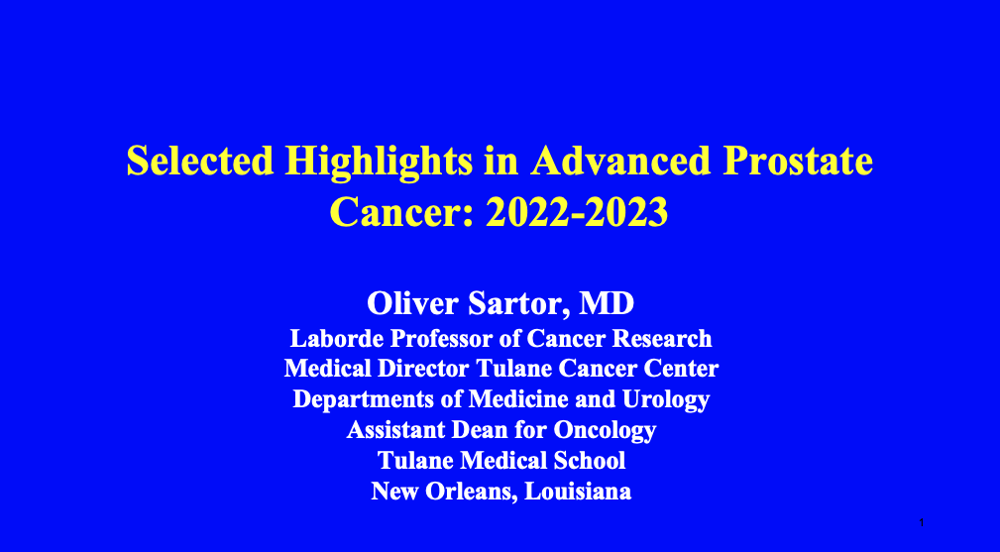 Selected Highlights in Advanced Prostate
Cancer: 2022-2023
Oliver Sartor, MD
Laborde Professor of Cancer Research
Medical Director Tulane Cancer Center
Departments of Medicine and Urology
Assistant Dean for Oncology
Tulane Medical School
New Orleans, Louisiana
1